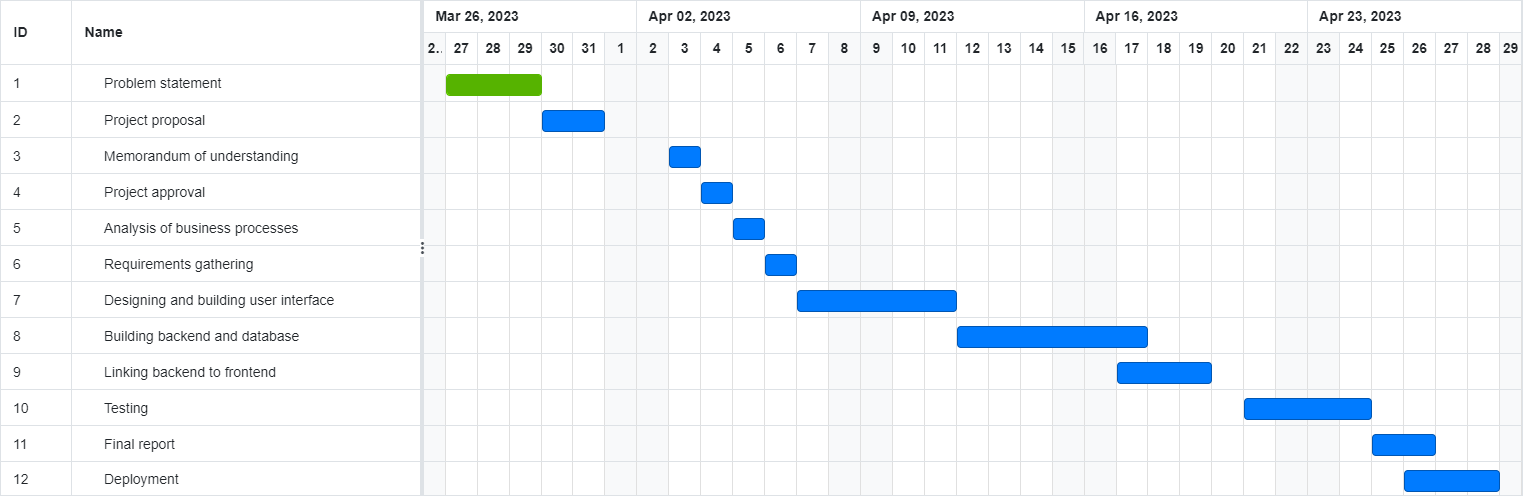 ID Name Mar 26, 2023 Apr 02, 2023 Apr 09, 2023 Apr 16, 2023 Apr 23, 2023
2.. 27 28 29 30 31 1 2 3 4 5 6 7 8 9 10 11 12 13 14 15 16 17 18 19 20 21 22 23 24 25 26 27 28 29
1 Problem statement
2 Project proposal
3 Memorandum of understanding
4 Project approval
5 Analysis of business processes
6 Requirements gathering
7 Designing and building user interface
8 Building backend and database
9 Linking backend to frontend
10 Testing
11 Final report
12 Deployment